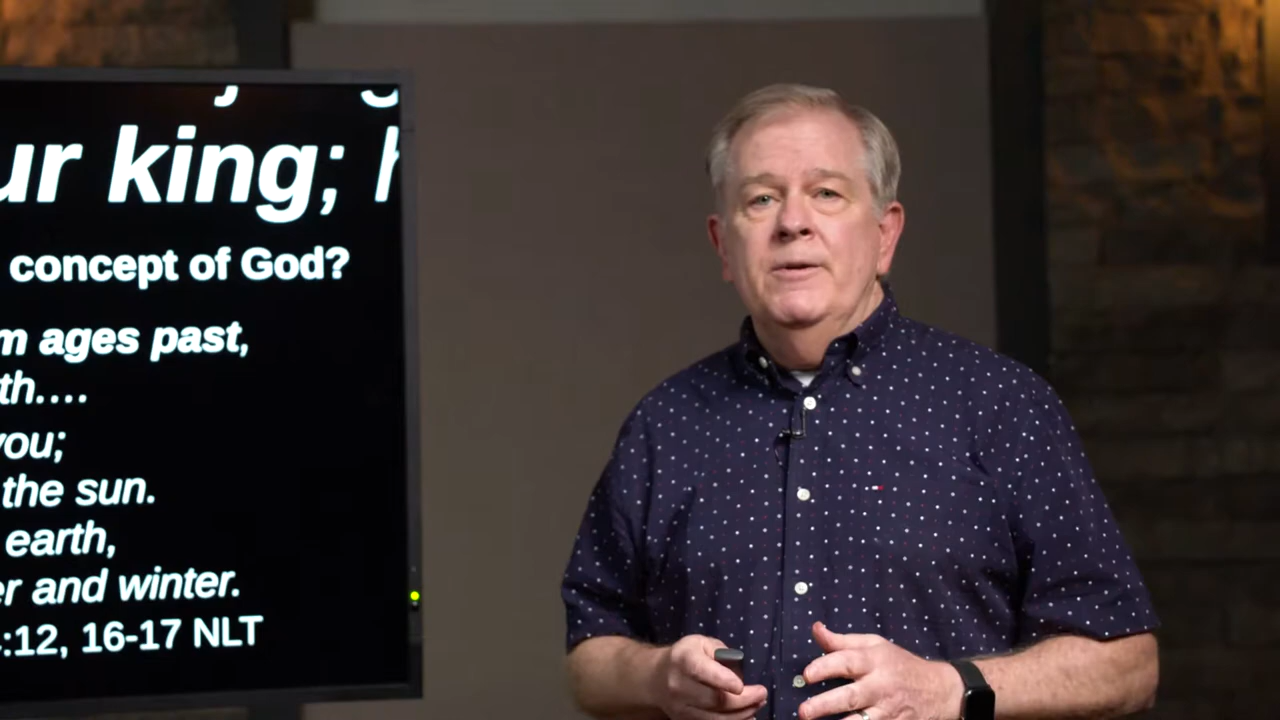 ur king; h
concept of God?
m ages past,
th....
you;
the sun.
earth,
er and winter.
:12, 16-17 NLT